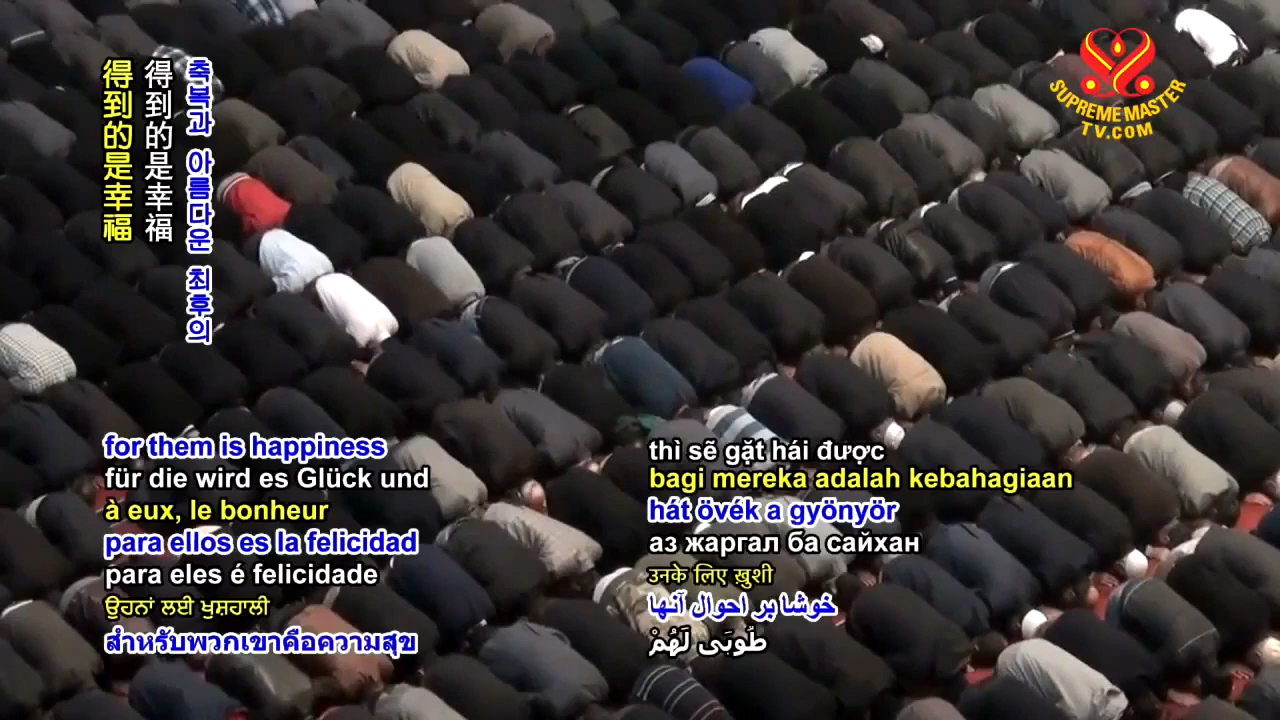 축복과 아름다운 최후의
得到的是幸福
得到的是幸福
SUPREME MASTER
TV.COM
for them is happiness
für die wird es Glück und
à eux, le bonheur
para ellos es la felicidad
para eles é felicidade
ਉਹਨਾਂ ਲਈ ਖੁਸ਼ਹਾਲੀ
สำหรับพวกเขาคือความสุข
thì sẽ gặt hái được
bagi mereka adalah kebahagiaan
hát övék a gyönyör
аз жаргал ба сайхан
उनके लिए ख़ुशी
خوشا بر احوال آنها
طُوبَى لَهُمْ